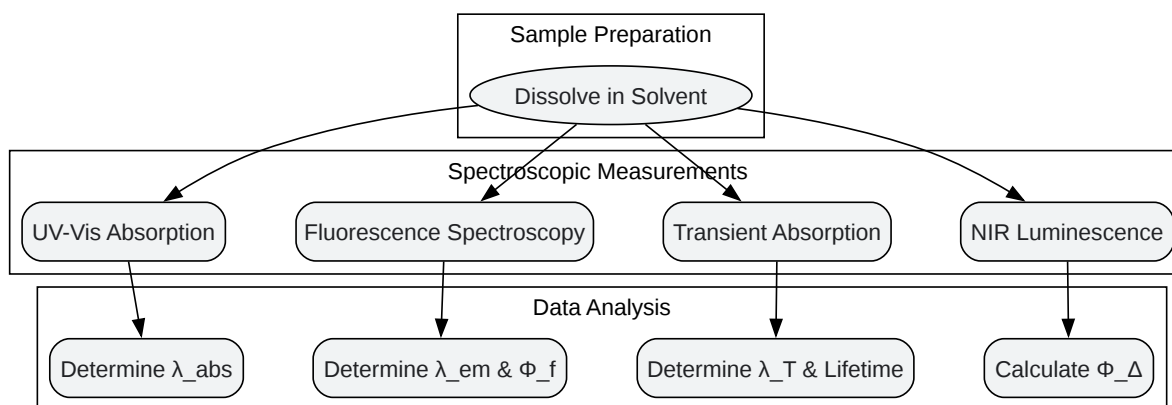 Sample Preparation
Dissolve in Solvent
Spectroscopic Measurements
UV-Vis Absorption
Fluorescence Spectroscopy
Transient Absorption
NIR Luminescence
Data Analysis
Determine λ_abs
Determine λ_em & Φ_f
Determine λ_T & Lifetime
Calculate Φ_Δ